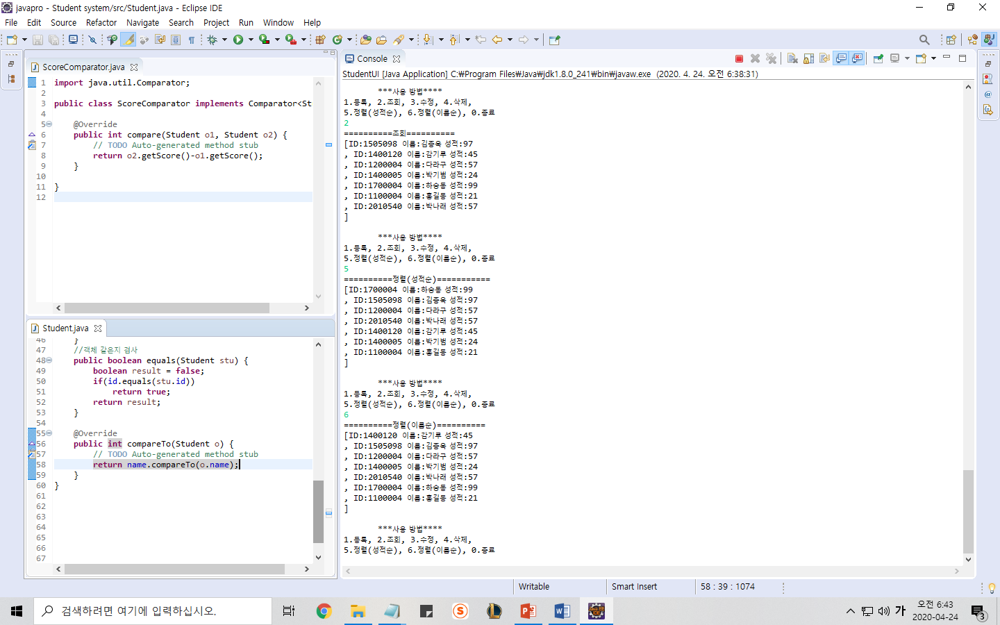 javapro - Student system/src/Student.java - Eclipse IDE
File Edit Source Refactor Navigate Search Project Run Window Help
ScoreComparator.java
1 import java.util.Comparator;
2
3 public class ScoreComparator implements Comparator<St
4
5 @Override
6 public int compare(Student o1, Student o2) {
7 // TODO Auto-generated method stub
8 return o2.getScore()-o1.getScore();
9 }
10
11 }
12
Student.java
46 }
47 //객체 같은지 검사
48 public boolean equals(Student stu) {
49 boolean result = false;
50 if(id.equals(stu.id))
51 return true;
52 return result;
53 }
54
55 @Override
56 public int compareTo(Student o) {
57 // TODO Auto-generated method stub
58 return name.compareTo(o.name);
59 }
60 }
61
62
63
64
65
66
67
Console
StudentUI [Java Application] C:₩Program Files₩Java₩jdk1.8.0_241₩bin₩javaw.exe (2020. 4. 24. 오전 6:38:31)
***사용 방법****
1.등록, 2.조회, 3.수정, 4.삭제,
5.정렬(성적순), 6.정렬(이름순), 0.종료
2
==========조회==========
[ID:1505098 이름:김종욱 성적:97
, ID:1400120 이름:감기루 성적:45
, ID:1200004 이름:다라구 성적:57
, ID:1400005 이름:박기범 성적:24
, ID:1700004 이름:하승동 성적:99
, ID:1100004 이름:홍길동 성적:21
, ID:2010540 이름:박나래 성적:57
]
***사용 방법****
1.등록, 2.조회, 3.수정, 4.삭제,
5.정렬(성적순), 6.정렬(이름순), 0.종료
5
==========정렬(성적순)===========
[ID:1700004 이름:하승동 성적:99
, ID:1505098 이름:김종욱 성적:97
, ID:1200004 이름:다라구 성적:57
, ID:2010540 이름:박나래 성적:57
, ID:1400120 이름:감기루 성적:45
, ID:1400005 이름:박기범 성적:24
, ID:1100004 이름:홍길동 성적:21
]
***사용 방법****
1.등록, 2.조회, 3.수정, 4.삭제,
5.정렬(성적순), 6.정렬(이름순), 0.종료
6
==========정렬(이름순)==========
[ID:1400120 이름:감기루 성적:45
, ID:1505098 이름:김종욱 성적:97
, ID:1200004 이름:다라구 성적:57
, ID:1400005 이름:박기범 성적:24
, ID:2010540 이름:박나래 성적:57
, ID:1700004 이름:하승동 성적:99
, ID:1100004 이름:홍길동 성적:21
]
***사용 방법****
1.등록, 2.조회, 3.수정, 4.삭제,
5.정렬(성적순), 6.정렬(이름순), 0.종료
Writable Smart Insert 58 : 39 : 1074
검색하려면 여기에 입력하십시오.
가
오전 6:43
2020-04-24
3